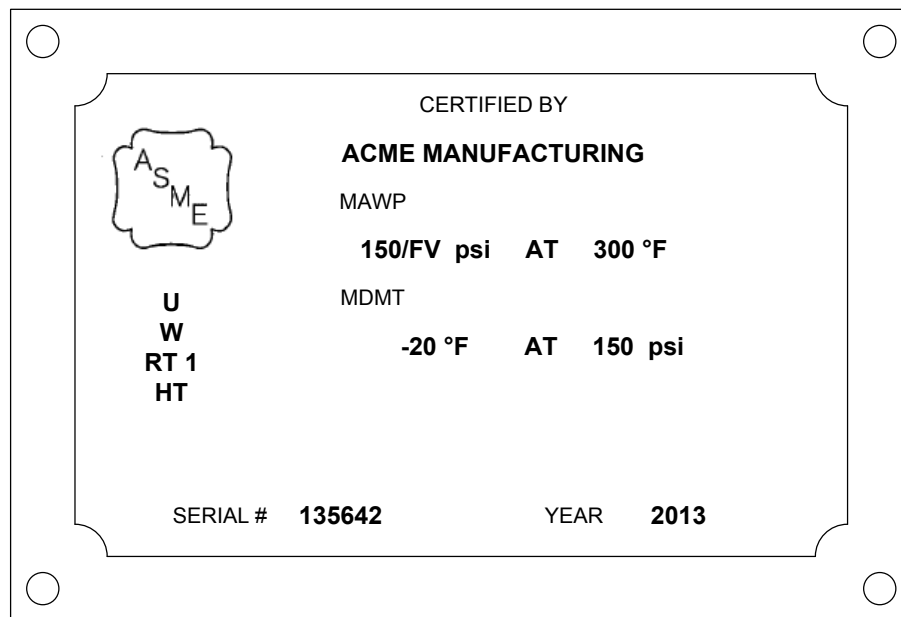 CERTIFIED BY
ASME
ACME MANUFACTURING
MAWP
150/FV psi AT 300 °F
U
MDMT
W
-20 °F AT 150 psi
RT 1
HT
SERIAL # 135642 YEAR 2013